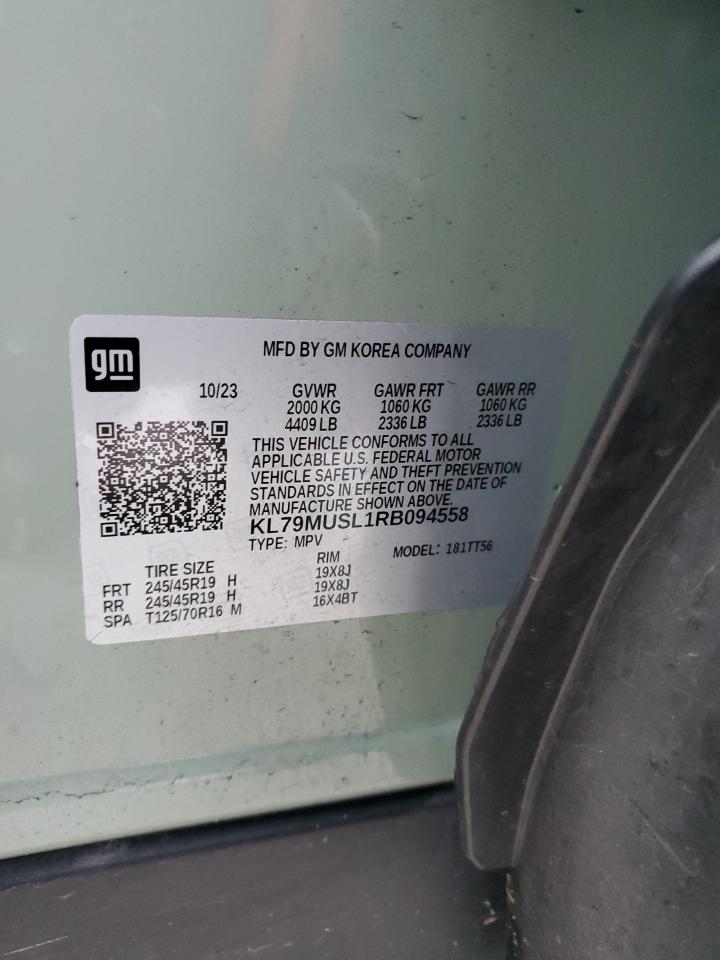 gm
MFD BY GM KOREA COMPANY
10/23 GVWR GAWR FRT GAWR RR
2000 KG 1060 KG 1060 KG
4409 LB 2336 LB 2336 LB
THIS VEHICLE CONFORMS TO ALL
APPLICABLE U.S. FEDERAL MOTOR
VEHICLE SAFETY AND THEFT PREVENTION
STANDARDS IN EFFECT ON THE DATE OF
MANUFACTURE SHOWN ABOVE.
KL79MUSL1RB094558
TYPE: MPV MODEL: 181TT56
TIRE SIZE RIM
FRT 245/45R19 H 19X8J
RR 245/45R19 H 19X8J
SPA T125/70R16 M 16X4BT